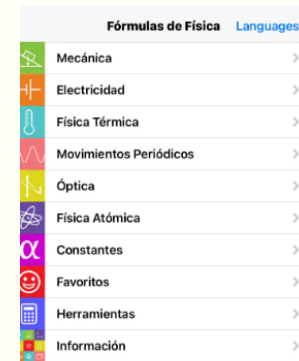 Fórmulas de Física Languages
Mecánica
Electricidad
Física Térmica
Movimientos Periódicos
Óptica
Física Atómica
α Constantes
Favoritos
Herramientas
Información